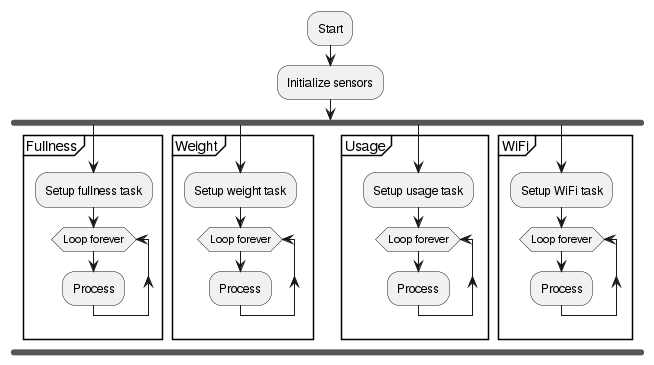 Start
Initialize sensors
Fullness
Setup fullness task
Loop forever
Process
Weight
Setup weight task
Loop forever
Process
Usage
Setup usage task
Loop forever
Process
WiFi
Setup WiFi task
Loop forever
Process